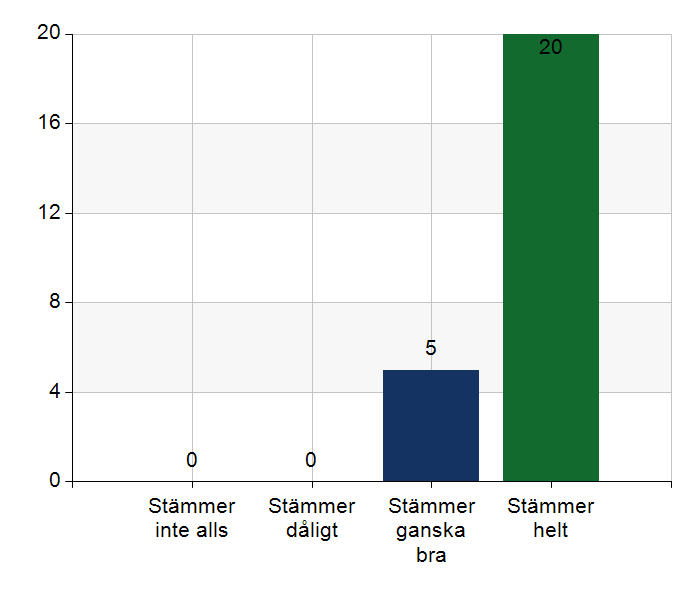 20
16
12
8
4
0
0
0
5
20
Stämmer
inte alls
Stämmer
dåligt
Stämmer
ganska
bra
Stämmer
helt